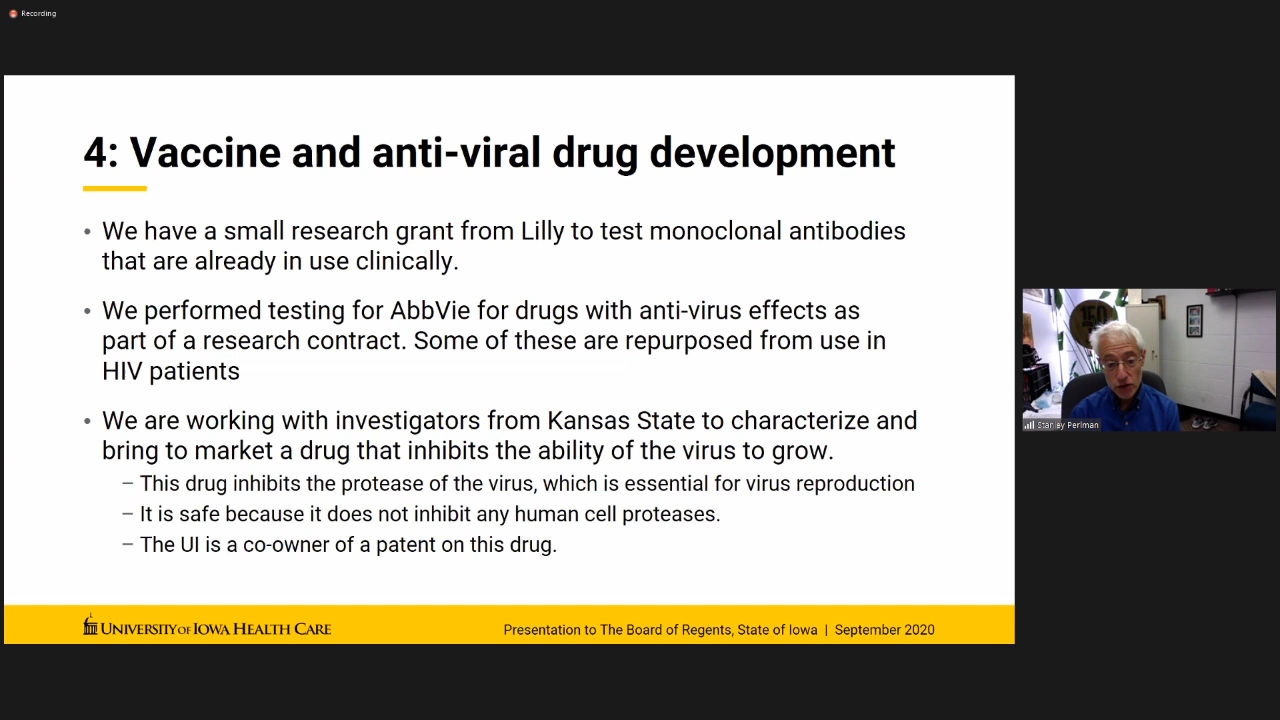 Recording
4: Vaccine and anti-viral drug development
• We have a small research grant from Lilly to test monoclonal antibodies
that are already in use clinically.
• We performed testing for AbbVie for drugs with anti-virus effects as
part of a research contract. Some of these are repurposed from use in
HIV patients
• We are working with investigators from Kansas State to characterize and
bring to market a drug that inhibits the ability of the virus to grow.
– This drug inhibits the protease of the virus, which is essential for virus reproduction
– It is safe because it does not inhibit any human cell proteases.
– The UI is a co-owner of a patent on this drug.
150
Stanley Perlman
UNIVERSITY OF IOWA HEALTH CARE
Presentation to The Board of Regents, State of Iowa | September 2020